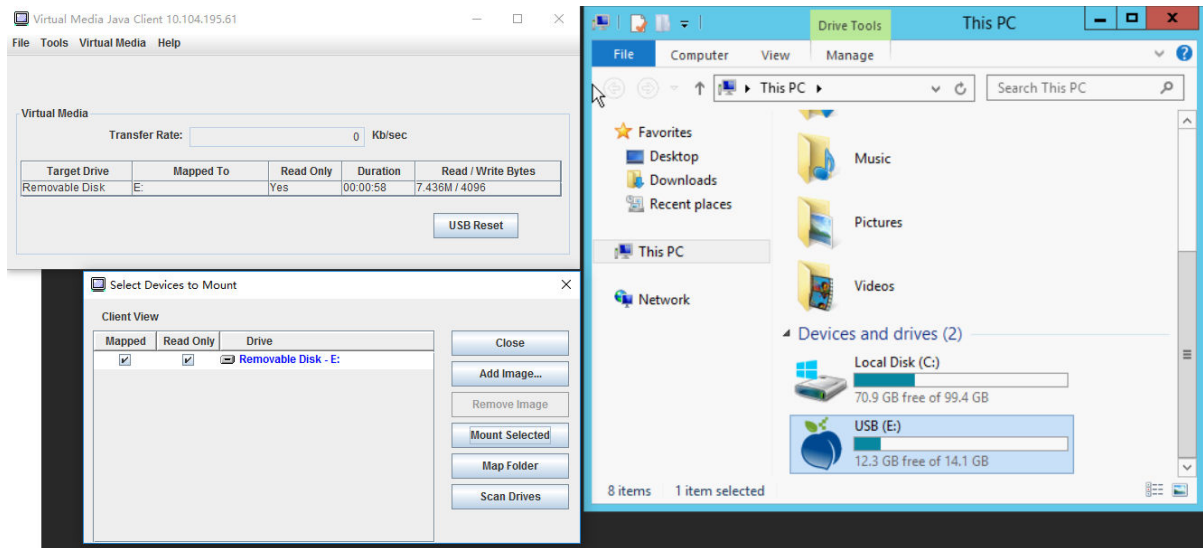 Virtual Media Java Client 10.104.195.61
File Tools Virtual Media Help
Virtual Media
Transfer Rate: 0 Kb/sec
Target Drive Mapped To Read Only Duration Read / Write Bytes
Removable Disk E: Yes 00:00:58 7.436M / 4096
USB Reset
Select Devices to Mount
Client View
Mapped Read Only Drive
Removable Disk - E:
Close
Add Image...
Remove Image
Mount Selected
Map Folder
Scan Drives
Drive Tools This PC
File Computer View Manage
This PC Search This PC
Favorites
Desktop
Downloads
Recent places
This PC
Network
Music
Pictures
Videos
Devices and drives (2)
Local Disk (C:)
70.9 GB free of 99.4 GB
USB (E:)
12.3 GB free of 14.1 GB
8 items 1 item selected